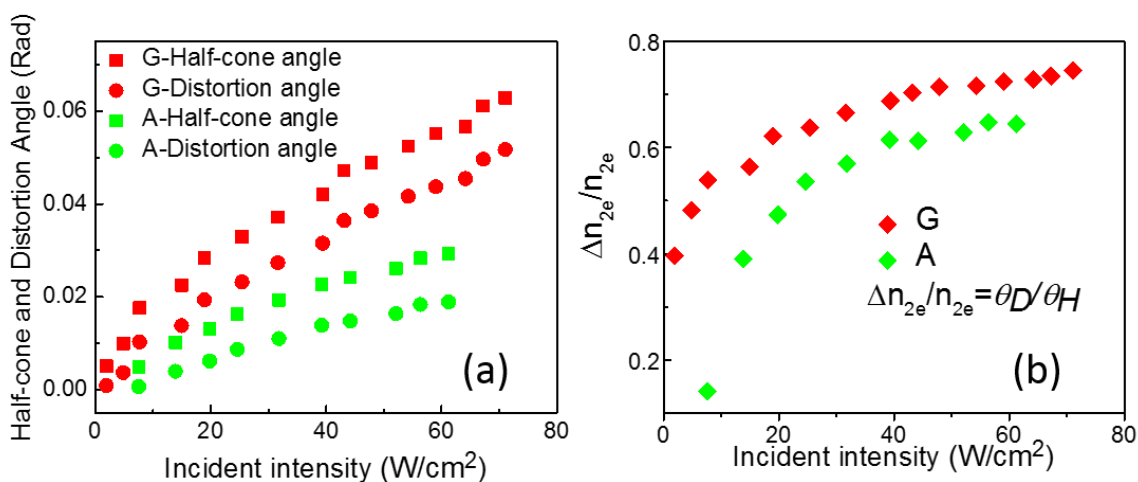 Half-cone and Distortion Angle (Rad)
0.06
0.04
0.02
0.00
G-Half-cone angle
G-Distortion angle
A-Half-cone angle
A-Distortion angle
(a)
0 20 40 60 80
Incident intensity (W/cm²)
Δn₂ₑ/n₂ₑ
0.8
0.6
0.4
0.2
G
A
Δn₂ₑ/n₂ₑ=θD/θH
(b)
0 20 40 60 80
Incident intensity (W/cm²)